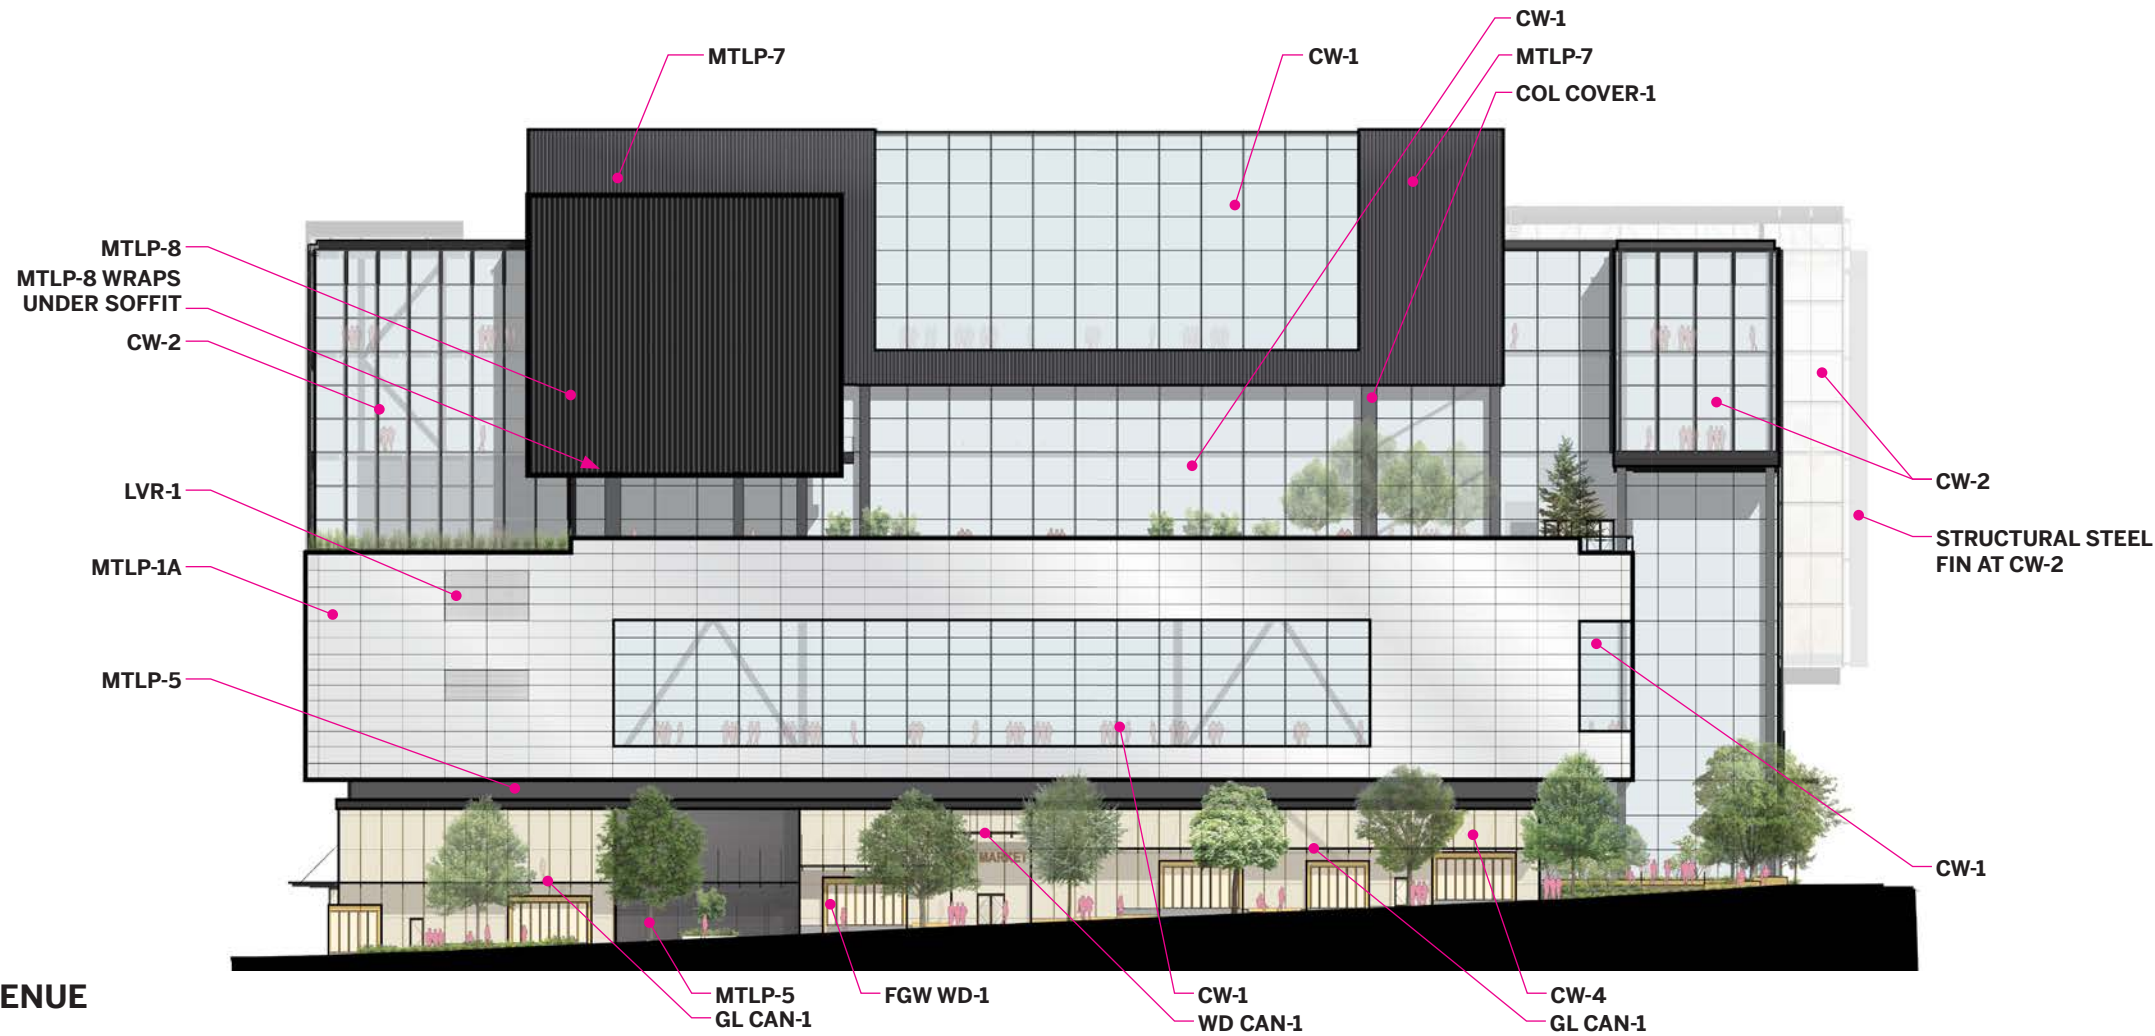 CW-1
MTLP-7
CW-1
MTLP-7
COL COVER-1
MTLP-8
MTLP-8 WRAPS
UNDER SOFFIT
CW-2
LVR-1
MTLP-1A
MTLP-5
CW-2
STRUCTURAL STEEL
FIN AT CW-2
MARKET
CW-1
ENUE
MTLP-5
GL CAN-1
FGW WD-1
CW-1
WD CAN-1
CW-4
GL CAN-1